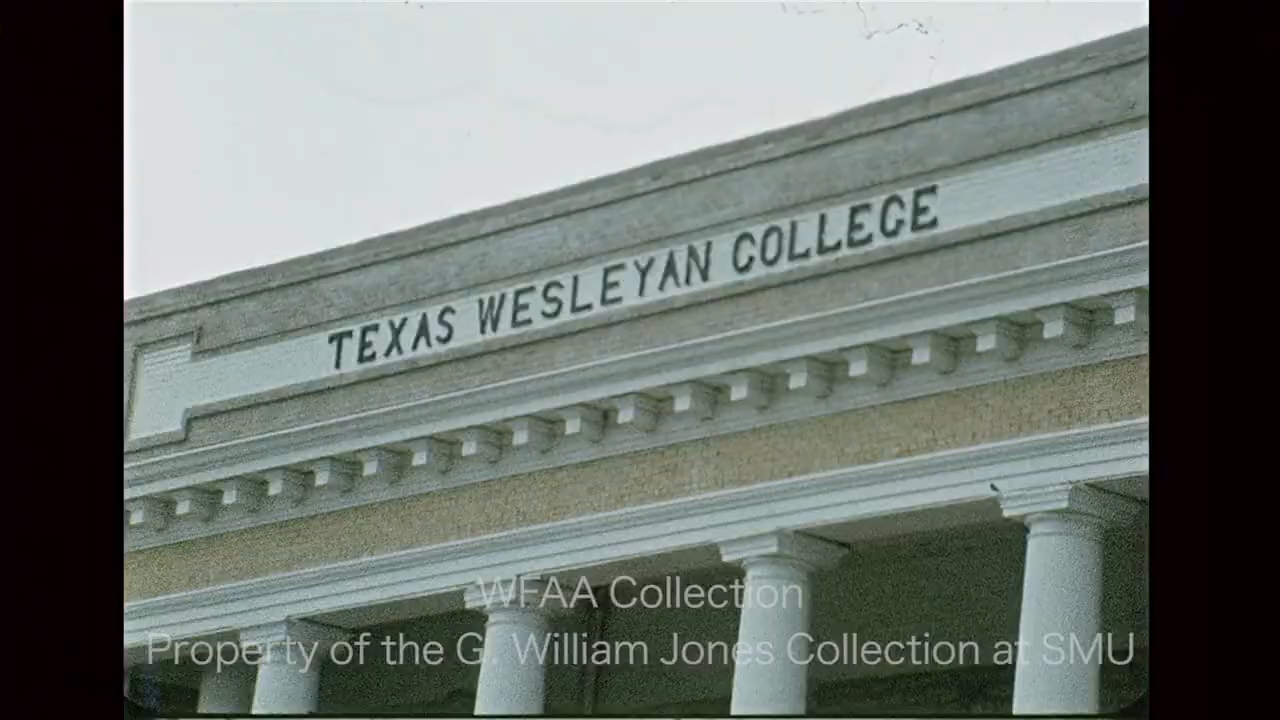 TEXAS WESLEYAN COLLEGE
WFAA Collection
Property of the G. William Jones Collection at SMU